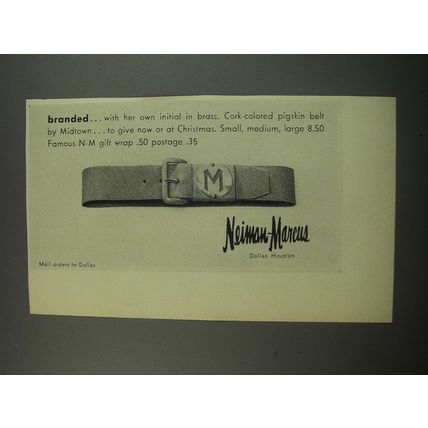 branded...with her own initial in brass. Cork-colored pigskin belt
by Midtown...to give now or at Christmas. Small, medium, large 8.50
Famous N-M gift wrap .50 postage .35
M
Neiman-Marcus
Dallas Houston
Mail orders to Dallas